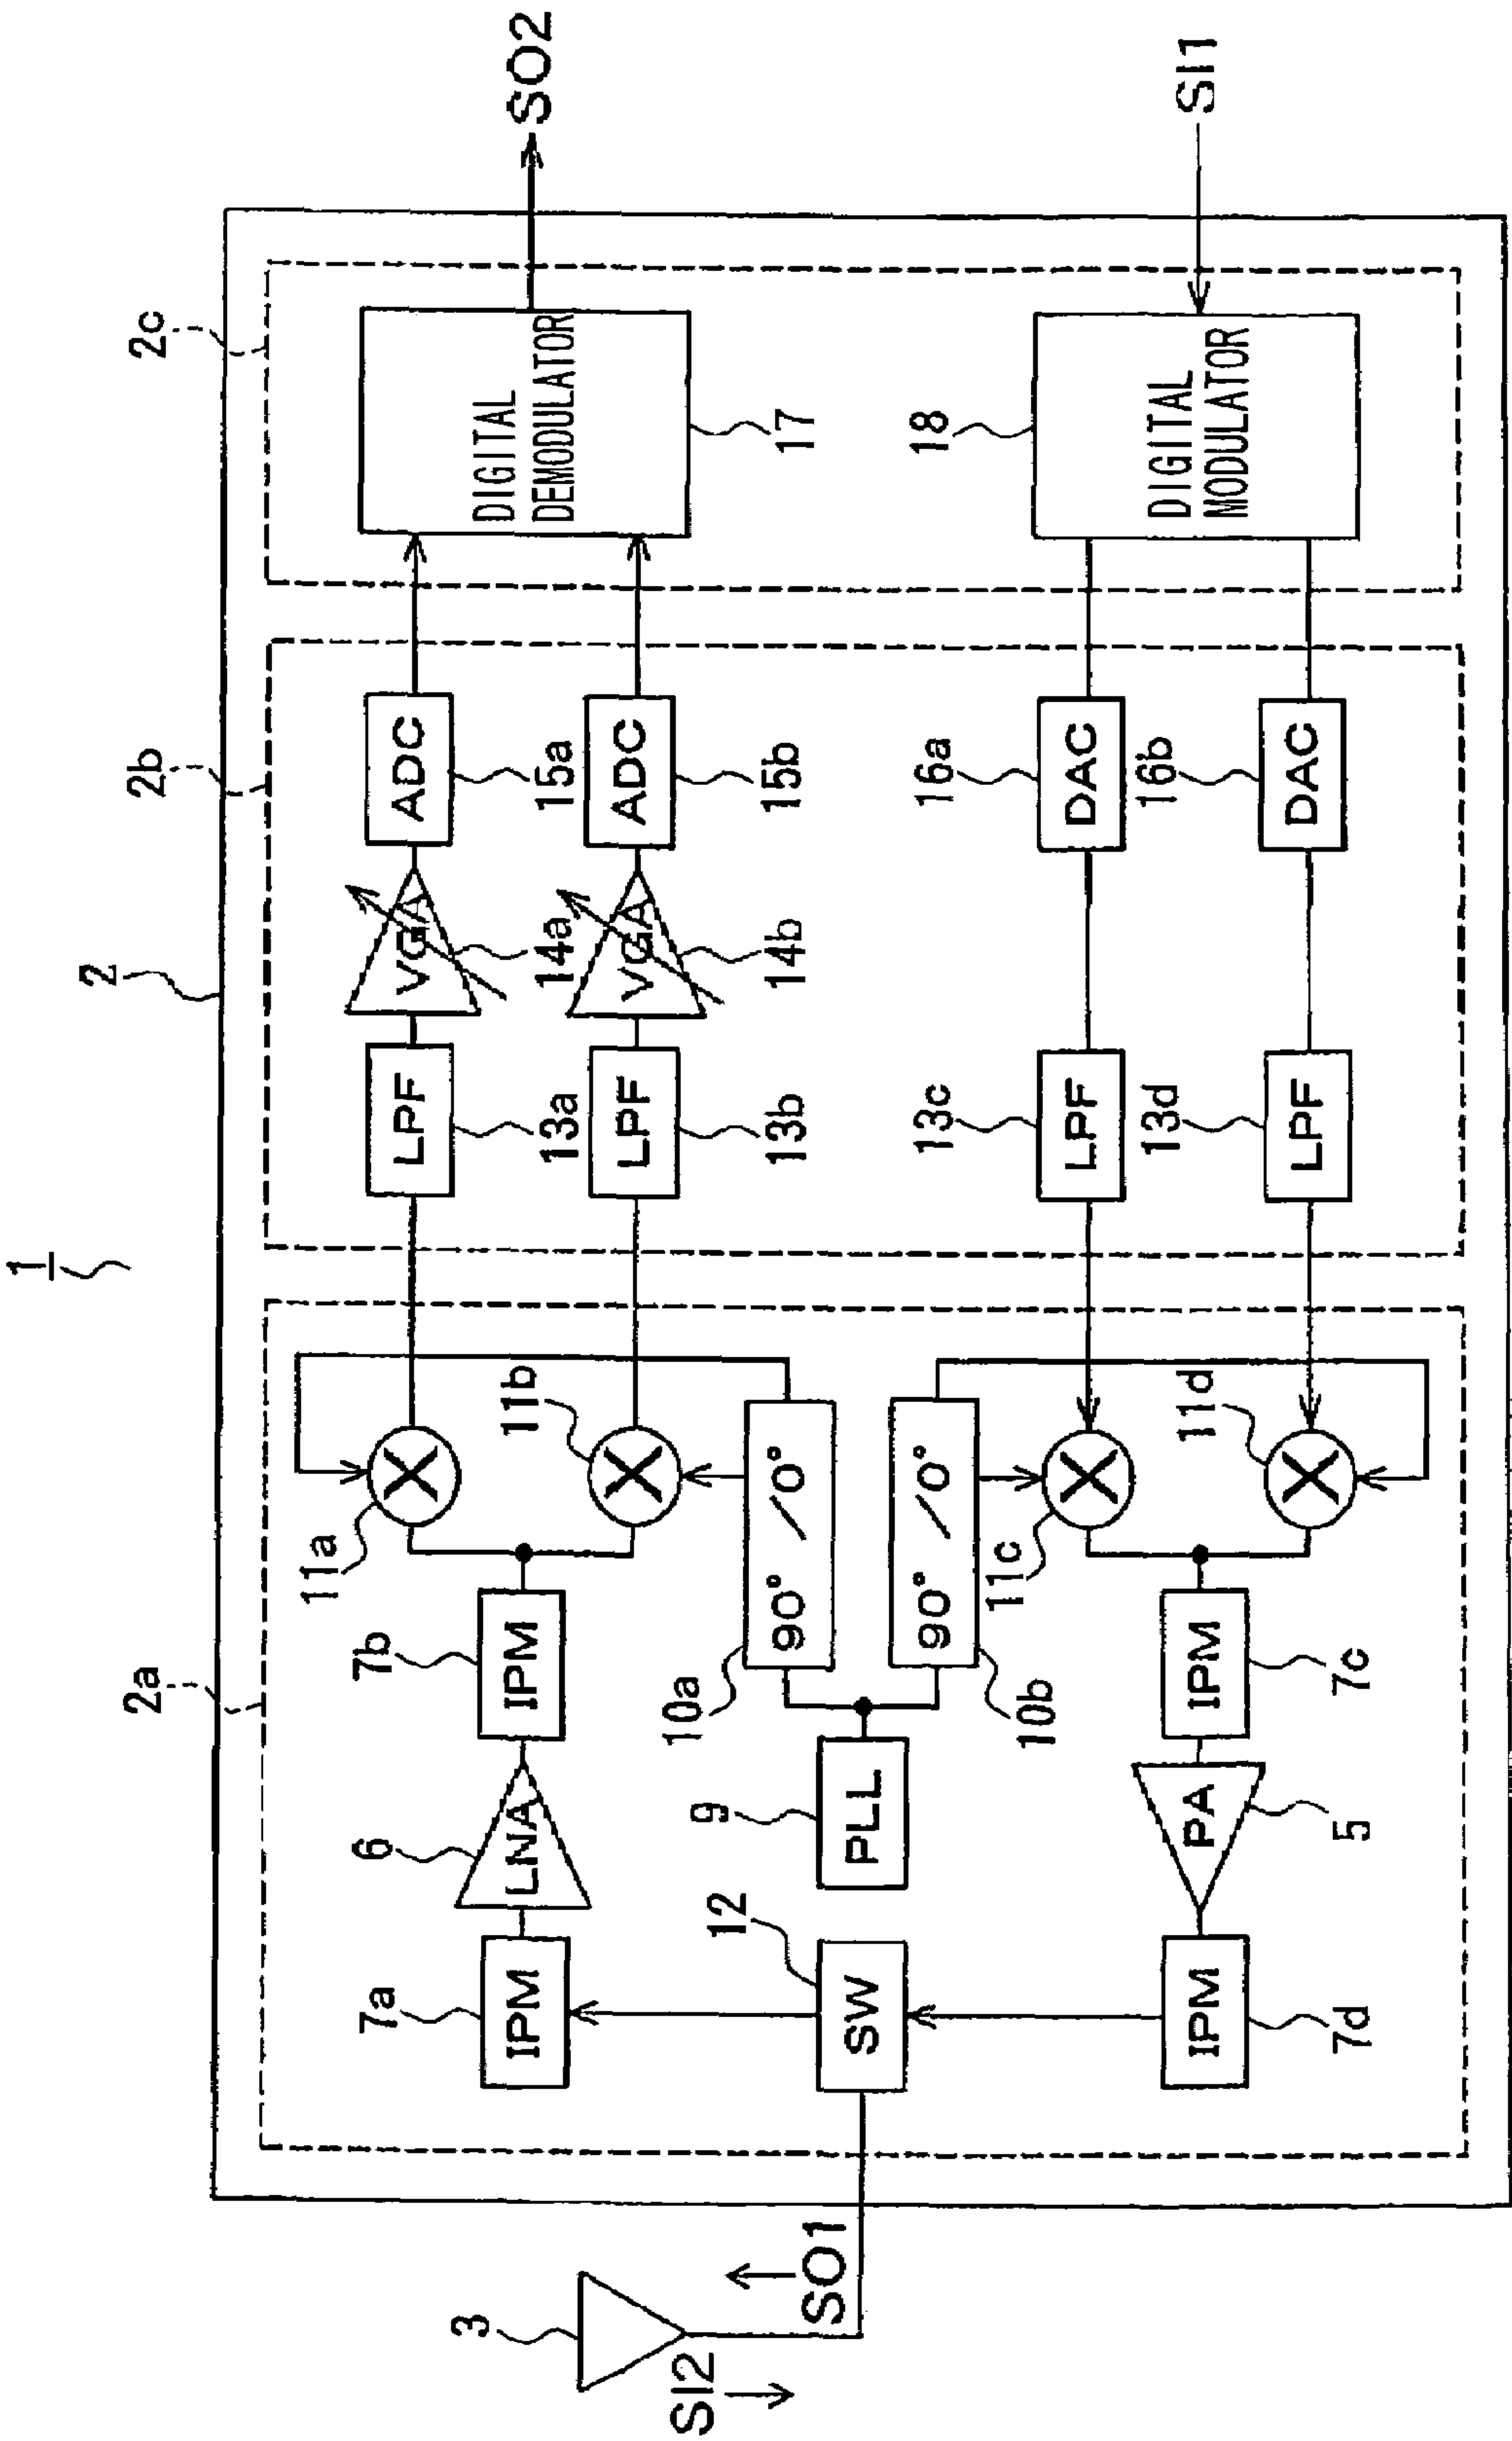 1
2
2a
2b
2c
3
SI2
SO1
7a
IPM
6
LNA
7b
IPM
11a
11b
12
SW
9
PLL
10a
90° /0°
90° /0°
10b
11c
11d
IPM
7d
PA
5
IPM
7c
LPF
13a
VGA
14a
ADC
15a
LPF
13b
VGA
14b
ADC
15b
13c
LPF
16a
DAC
13d
LPF
16b
DAC
DIGITAL
DEMODULATOR
17
SO2
18
DIGITAL
MODULATOR
SI1